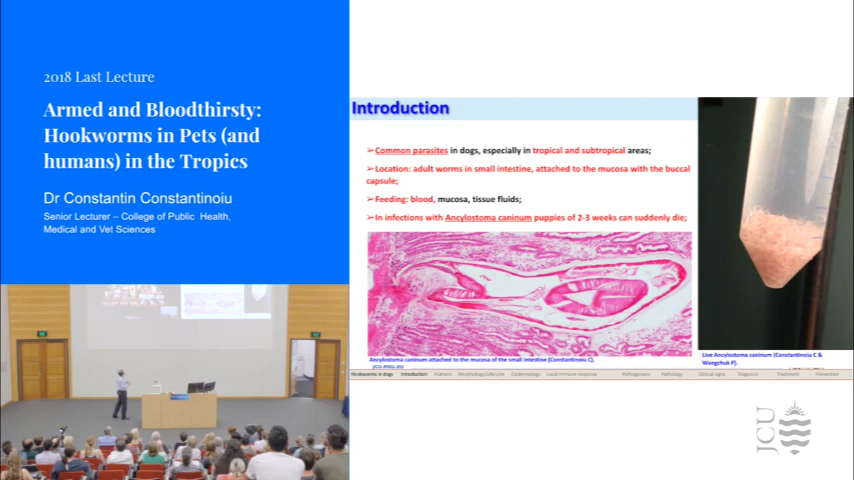 2018 Last Lecture
Armed and Bloodthirsty:
Hookworms in Pets (and
humans) in the Tropics
Dr Constantin Constantinoiu
Senior Lecturer – College of Public Health,
Medical and Vet Sciences
Introduction
➢Common parasites in dogs, especially in tropical and subtropical areas;
➢Location: adult worms in small intestine, attached to the mucosa with the buccal
capsule;
➢Feeding: blood, mucosa, tissue fluids;
➢In infections with Ancylostoma caninum puppies of 2-3 weeks can suddenly die;
Ancylostoma caninum attached to the mucosa of the small intestine (Constantinoiu C).
jcu.edu.au
Live Ancylostoma caninum (Constantinoiu C &
Wangchuk P).
Hookworms in dogs Introduction Humans Morphology/Lifecycle Epidemiology Local immune response Pathogenesis Pathology Clinical signs Diagnosis Treatment Prevention
JCU